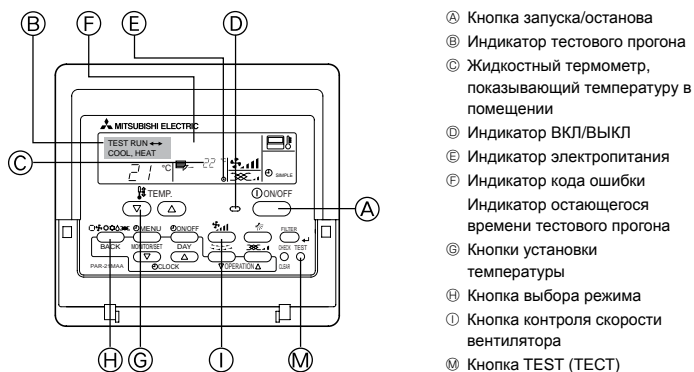 Ⓑ Ⓕ Ⓔ Ⓓ
MITSUBISHI ELECTRIC
TEST RUN
COOL, HEAT
Ⓒ
21 °C
22 °C
SIMPLE
TEMP.
ON/OFF
Ⓐ
MENU ON/OFF FILTER
BACK MONITOR/SET DAY CHECK TEST
PAR-21MAA CLOCK OPERATION CLEAR
Ⓗ Ⓖ Ⓘ Ⓜ
Ⓐ Кнопка запуска/останова
Ⓑ Индикатор тестового прогона
Ⓒ Жидкостный термометр,
показывающий температуру в
помещении
Ⓓ Индикатор ВКЛ/ВЫКЛ
Ⓔ Индикатор электропитания
Ⓕ Индикатор кода ошибки
Индикатор остающегося
времени тестового прогона
Ⓖ Кнопки установки
температуры
Ⓗ Кнопка выбора режима
Ⓘ Кнопка контроля скорости
вентилятора
Ⓜ Кнопка TEST (ТЕСТ)